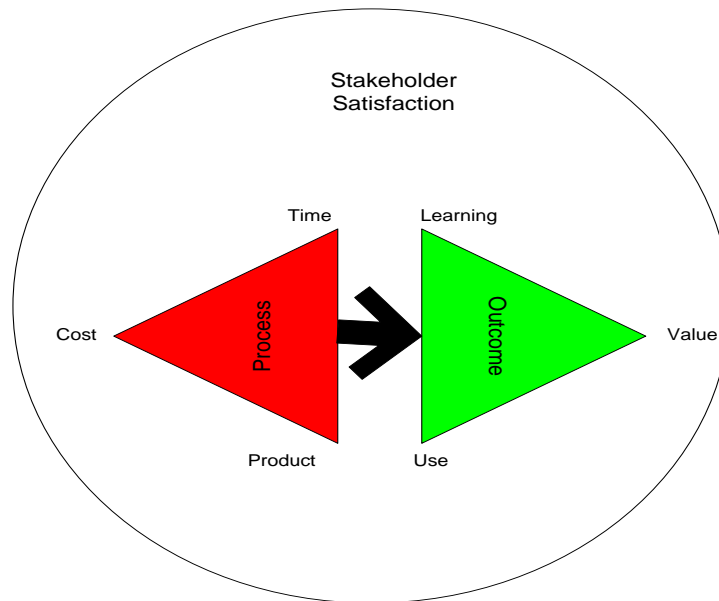 Stakeholder
Satisfaction
Time
Learning
Cost
Process
Outcome
Value
Product
Use